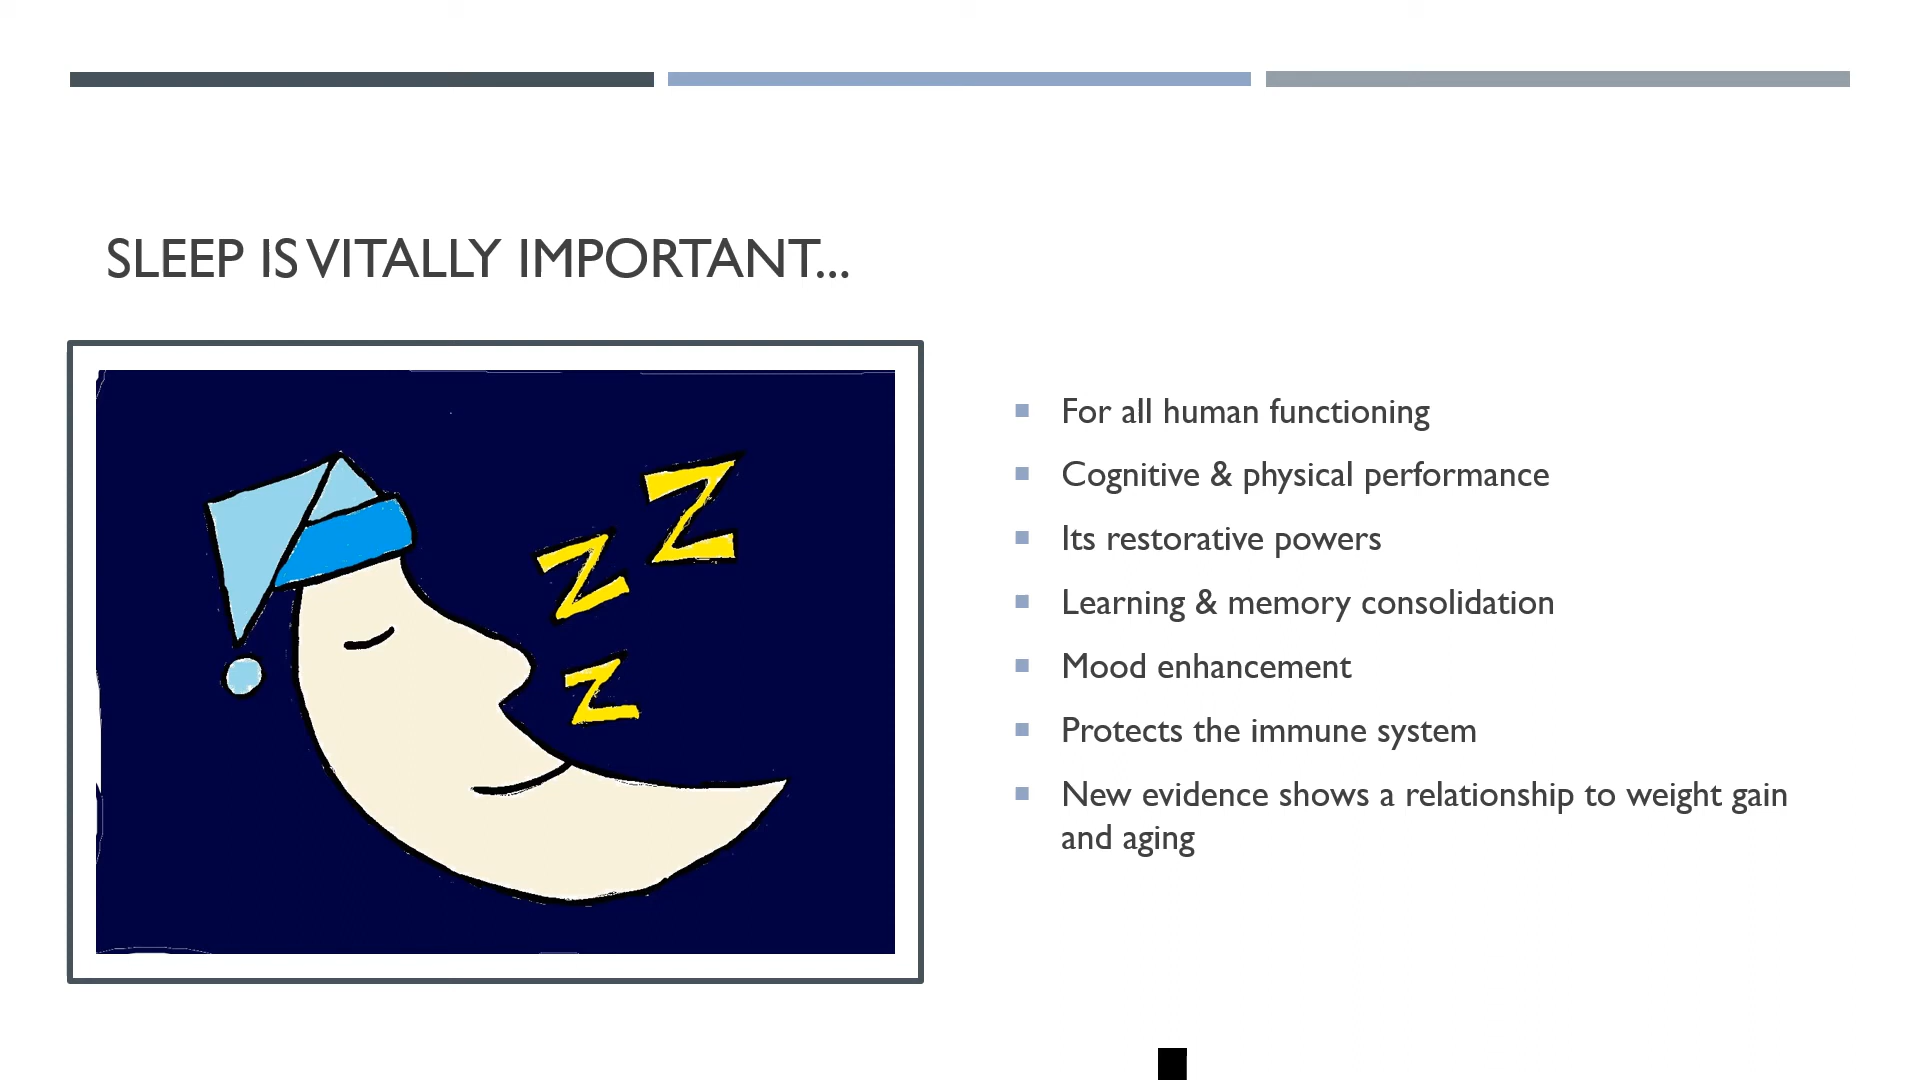 SLEEP IS VITALLY IMPORTANT...
Z
Z
Z
For all human functioning
Cognitive & physical performance
Its restorative powers
Learning & memory consolidation
Mood enhancement
Protects the immune system
New evidence shows a relationship to weight gain
and aging